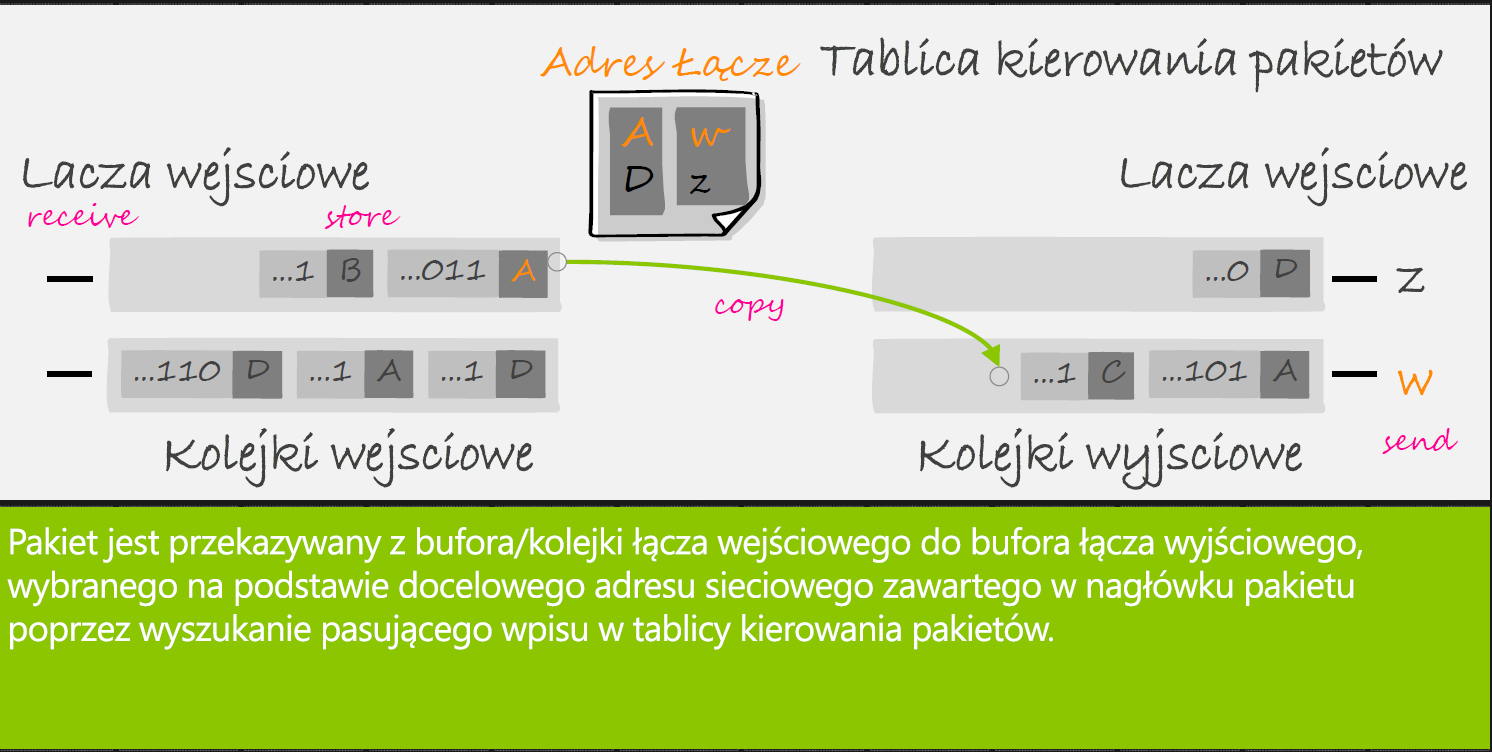 Adres Łącze Tablica kierowania pakietów
A w
D z
Lacza wejsciowe
Lacza wejsciowe
receive store
...1 B ...011 A
...0 D
Z
copy
...110 D ...1 A ...1 D
...1 C ...101 A
w
send
Kolejki wejsciowe
Kolejki wyjsciowe
Pakiet jest przekazywany z bufora/kolejki łącza wejściowego do bufora łącza wyjściowego,
wybranego na podstawie docelowego adresu sieciowego zawartego w nagłówku pakietu
poprzez wyszukanie pasującego wpisu w tablicy kierowania pakietów.